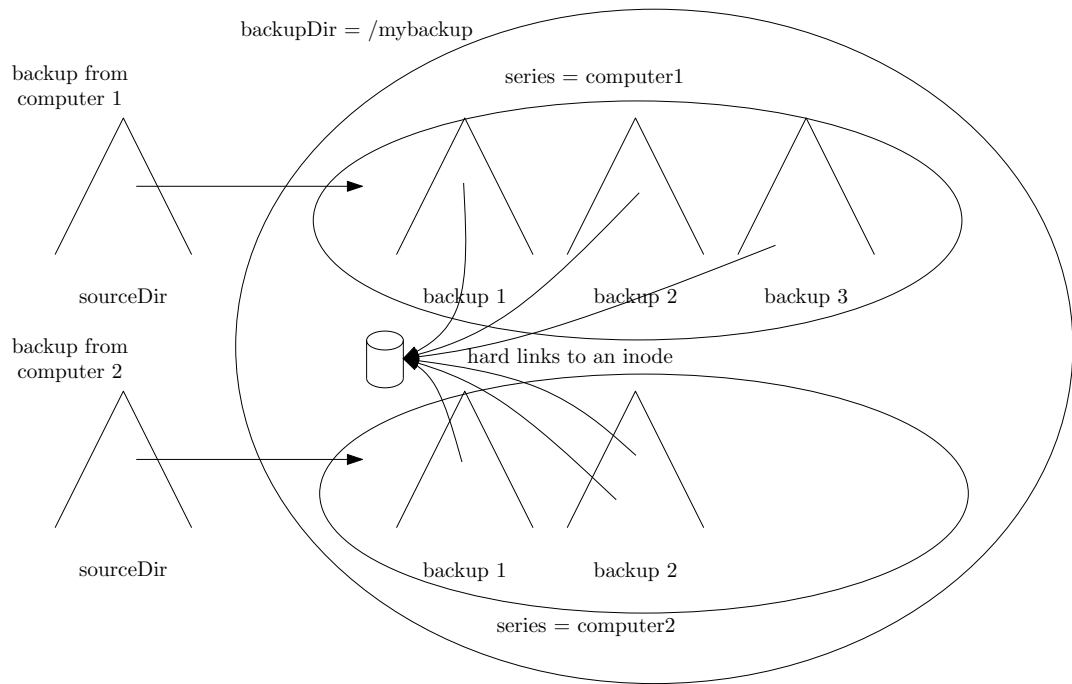 backupDir = /mybackup
series = computer1
backup from
computer 1
sourceDir
backup 1
backup 2
backup 3
backup from
computer 2
hard links to an inode
sourceDir
backup 1
backup 2
series = computer2